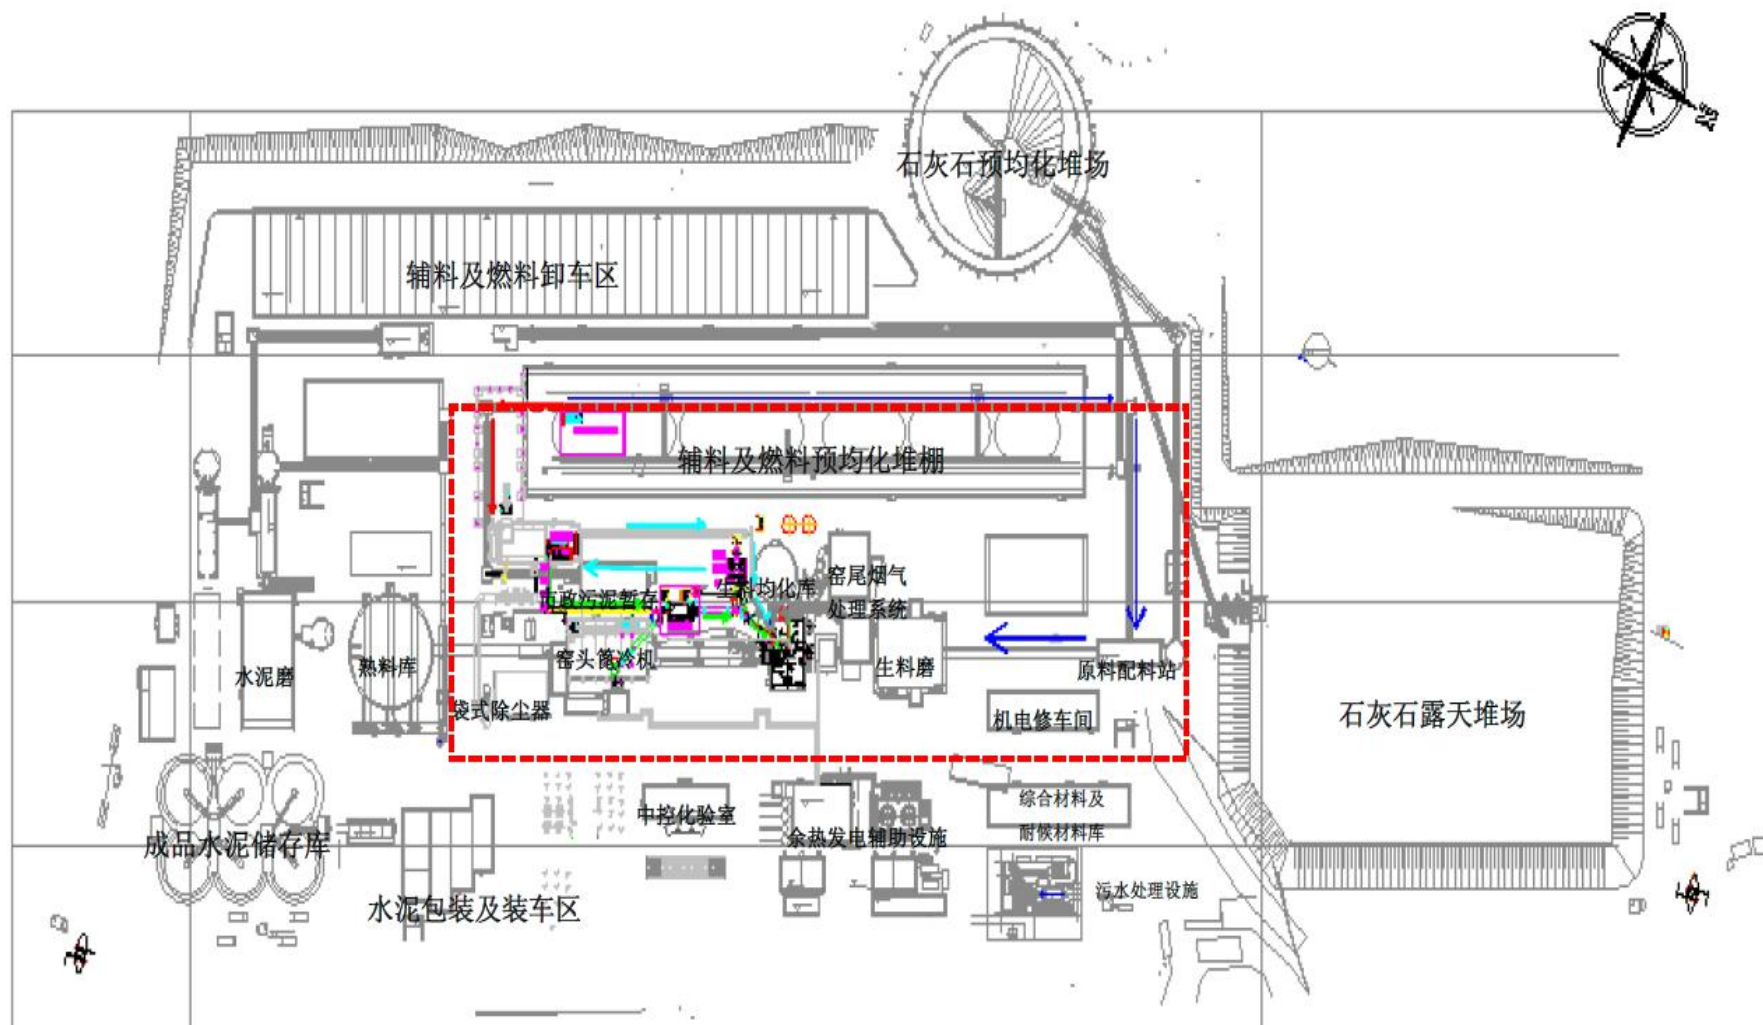 石灰石预均化堆场
辅料及燃料卸车区
辅料及燃料预均化堆棚
窑尾烟气
处理系统
生料均化库
市政污泥暂存
窑头篦冷机
水泥磨
熟料库
生料磨
原料配料站
袋式除尘器
机电修车间
石灰石露天堆场
综合材料及
耐候材料库
中控化验室
余热发电辅助设施
成品水泥储存库
水泥包装及装车区
污水处理设施